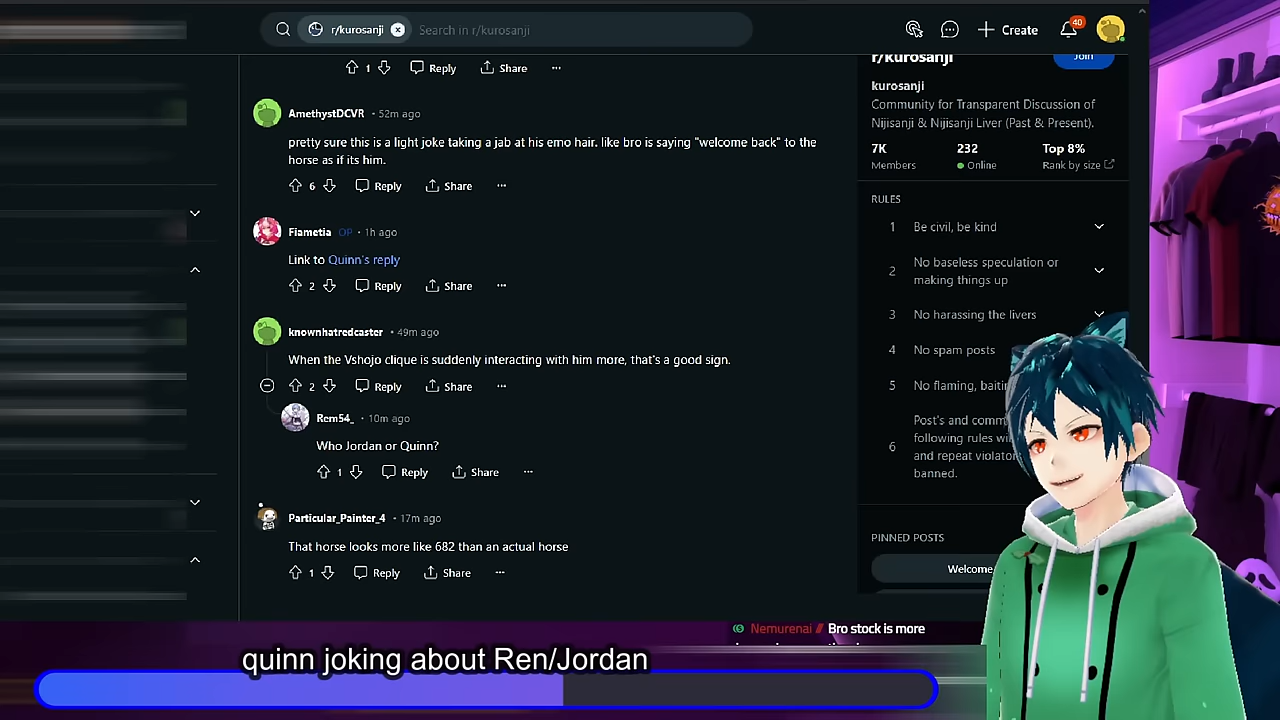 r/kurosanji
Search in r/kurosanji
Create
40
1
Reply
Share
r/kurosanji
Join
AmethystDCVR • 52m ago
pretty sure this is a light joke taking a jab at his emo hair. like bro is saying "welcome back" to the
horse as if its him.
6
Reply
Share
Fiametia OP • 1h ago
Link to Quinn's reply
2
Reply
Share
knownhatredcaster • 49m ago
When the Vshojo clique is suddenly interacting with him more, that's a good sign.
2
Reply
Share
Rem54_ • 10m ago
Who Jordan or Quinn?
1
Reply
Share
Particular_Painter_4 • 17m ago
That horse looks more like 682 than an actual horse
1
Reply
Share
kurosanji
Community for Transparent Discussion of
Nijisanji & Nijisanji Liver (Past & Present).
7K
232
Top 8%
Members
Online
Rank by size
RULES
1
Be civil, be kind
2
No baseless speculation or
making things up
3
No harassing the livers
4
No spam posts
5
No flaming,
6
Post's and
following rules
and repeat
banned.
PINNED POSTS
Welcome
Nemurenai // Bro stock is more
quinn joking about Ren/Jordan